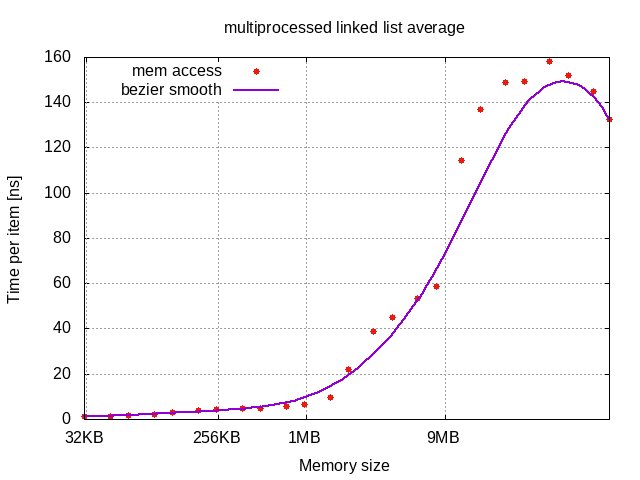 multiprocessed linked list average
160
140
120
100
80
60
40
20
0
mem access
bezier smooth
Time per item [ns]
32KB 256KB 1MB 9MB
Memory size